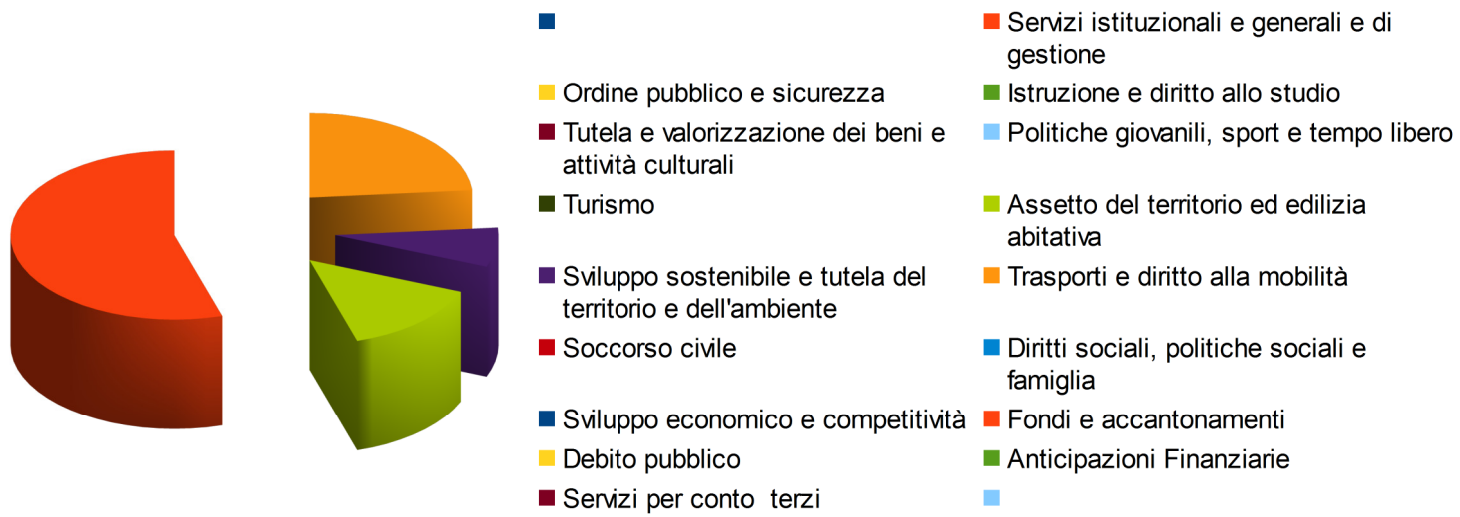 Servizi istituzionali e generali e di
gestione
Ordine pubblico e sicurezza
Istruzione e diritto allo studio
Tutela e valorizzazione dei beni e
attività culturali
Politiche giovanili, sport e tempo libero
Turismo
Assetto del territorio ed edilizia
abitativa
Sviluppo sostenibile e tutela del
territorio e dell'ambiente
Trasporti e diritto alla mobilità
Soccorso civile
Diritti sociali, politiche sociali e
famiglia
Sviluppo economico e competitività
Fondi e accantonamenti
Debito pubblico
Anticipazioni Finanziarie
Servizi per conto  terzi